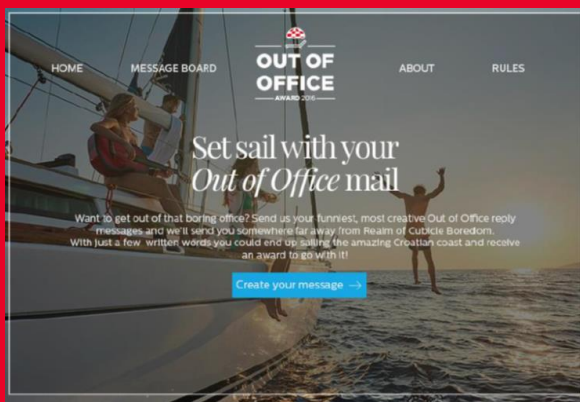 HOME
MESSAGE BOARD
OUT OF
OFFICE
AWARD 2016
ABOUT
RULES
Set sail with your
Out of Office mail
Want to get out of that boring office? Send us your funniest, most creative Out of Office reply
messages and we'll send you somewhere far away from Realm of Cubicle Boredom.
With just a few written words you could end up sailing the amazing Croatian coast and receive
an award to go with it!
Create your message →